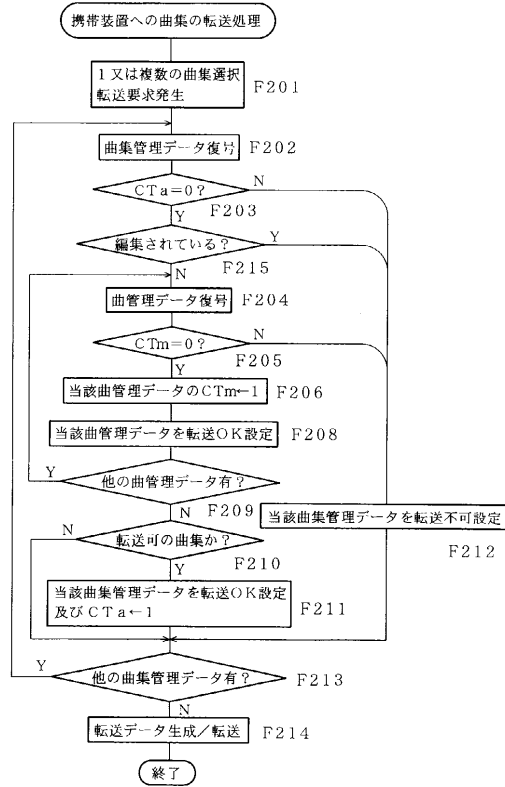 携帯装置への曲集の転送処理
1又は複数の曲集選択
転送要求発生
F201
曲集管理データ復号
F202
CTa=0?
N
Y
F203
編集されている?
Y
N
F215
曲管理データ復号
F204
CTm=0?
N
Y
F205
当該曲管理データのCTm←1
F206
当該曲管理データを転送OK設定
F208
他の曲管理データ有?
Y
N
F209
当該曲集管理データを転送不可設定
F212
転送可の曲集か?
N
Y
F210
当該曲集管理データを転送OK設定
及びCTa←1
F211
他の曲集管理データ有?
Y
N
F213
転送データ生成/転送
F214
終了